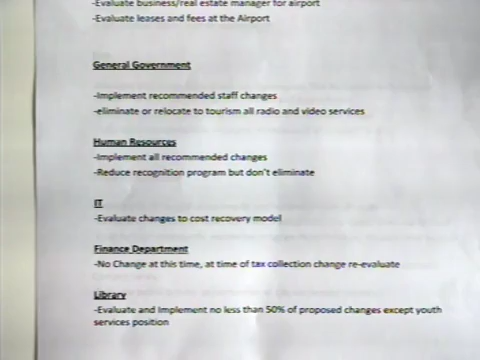 -Evaluate business/real estate manager for airport
-Evaluate leases and fees at the Airport
General Government
-Implement recommended staff changes
-eliminate or relocate to tourism all radio and video services
Human Resources
-Implement all recommended changes
-Reduce recognition program but don't eliminate
IT
-Evaluate changes to cost recovery model
Finance Department
-No Change at this time, at time of tax collection change re-evaluate
Library
-Evaluate and Implement no less than 50% of proposed changes except youth
services position